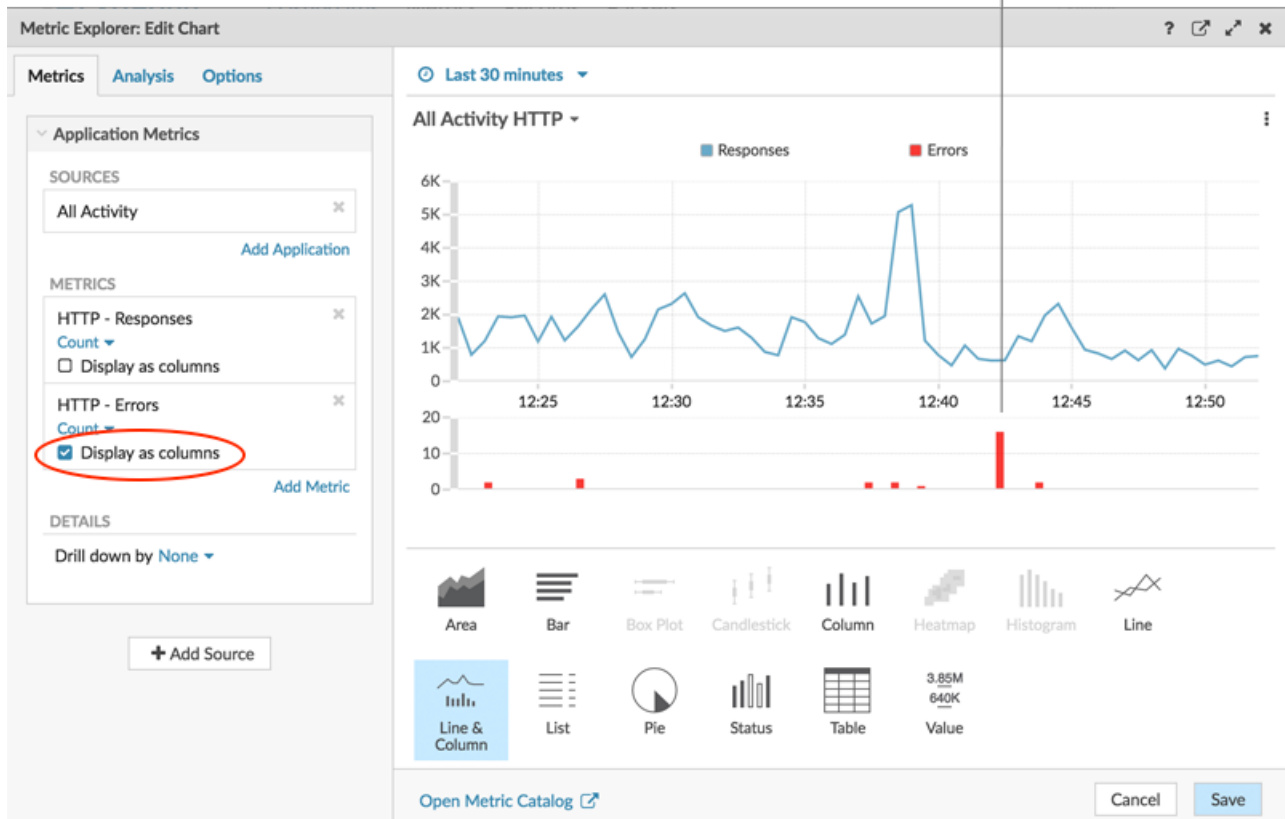 Metric Explorer: Edit Chart
?
Metrics Analysis Options
Application Metrics
SOURCES
All Activity
Add Application
METRICS
HTTP - Responses
Count
Display as columns
HTTP - Errors
Count
Display as columns
Add Metric
DETAILS
Drill down by None
+ Add Source
Last 30 minutes
All Activity HTTP
Responses Errors
6K
5K
4K
3K
2K
1K
0
12:25 12:30 12:35 12:40 12:45 12:50
20
10
0
Area Bar Box Plot Candlestick Column Heatmap Histogram Line
3.85M
640K
Line & Column List Pie Status Table Value
Open Metric Catalog
Cancel Save